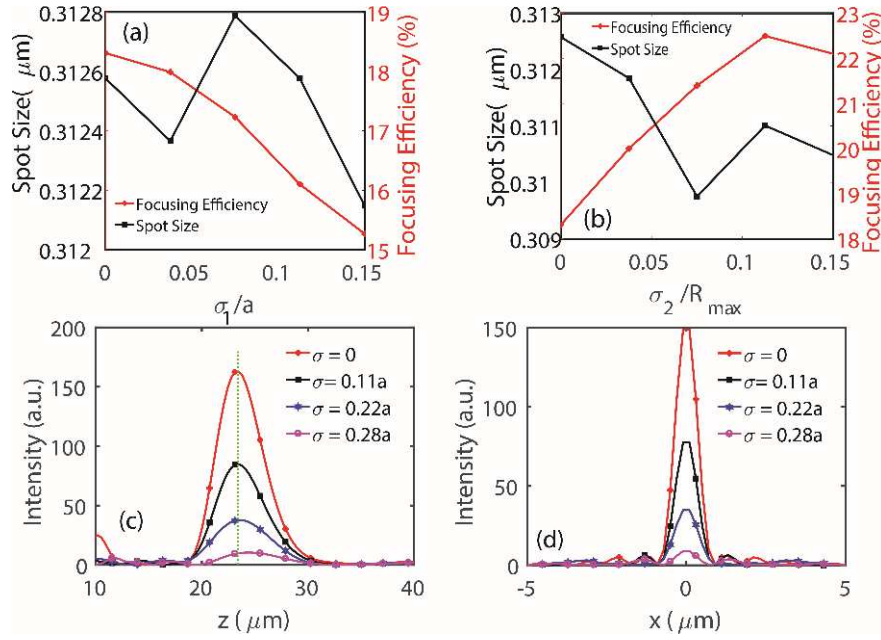 0.3128
0.3126
0.3124
0.3122
0.312
Spot Size( μm)
(a)
Focusing Efficiency
Spot Size
19
18
17
16
15
Focusing Efficiency (%)
0
0.05
0.1
0.15
σ1/a
0.313
0.312
0.311
0.31
0.309
Spot Size( μm)
Focusing Efficiency
Spot Size
(b)
23
22
21
20
19
18
Focusing Efficiency (%)
0
0.05
0.1
0.15
σ2/Rmax
200
150
100
50
0
Intensity (a.u.)
σ = 0
σ= 0.11a
σ = 0.22a
σ = 0.28a
(c)
10
20
30
40
z ( μm)
150
100
50
0
Intensity (a.u.)
σ = 0
σ= 0.11a
σ = 0.22a
σ = 0.28a
(d)
-5
0
5
x ( μm)